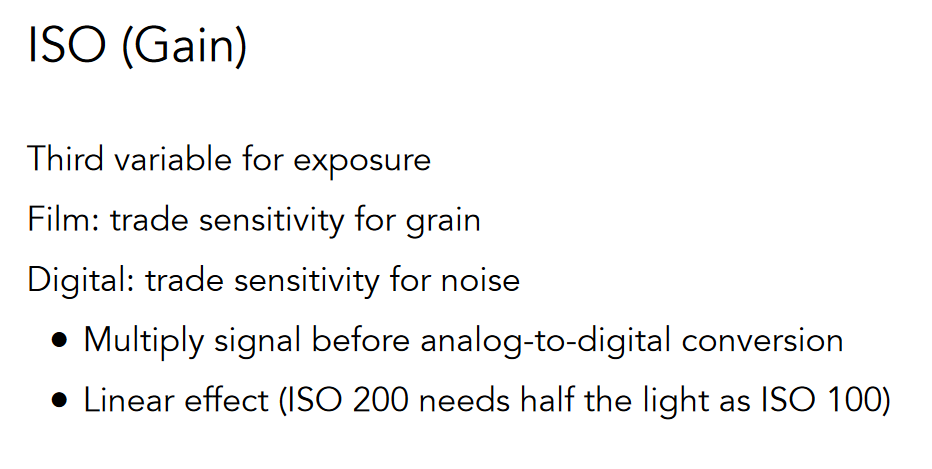 ISO (Gain)
Third variable for exposure
Film: trade sensitivity for grain
Digital: trade sensitivity for noise
● Multiply signal before analog-to-digital conversion
● Linear effect (ISO 200 needs half the light as ISO 100)